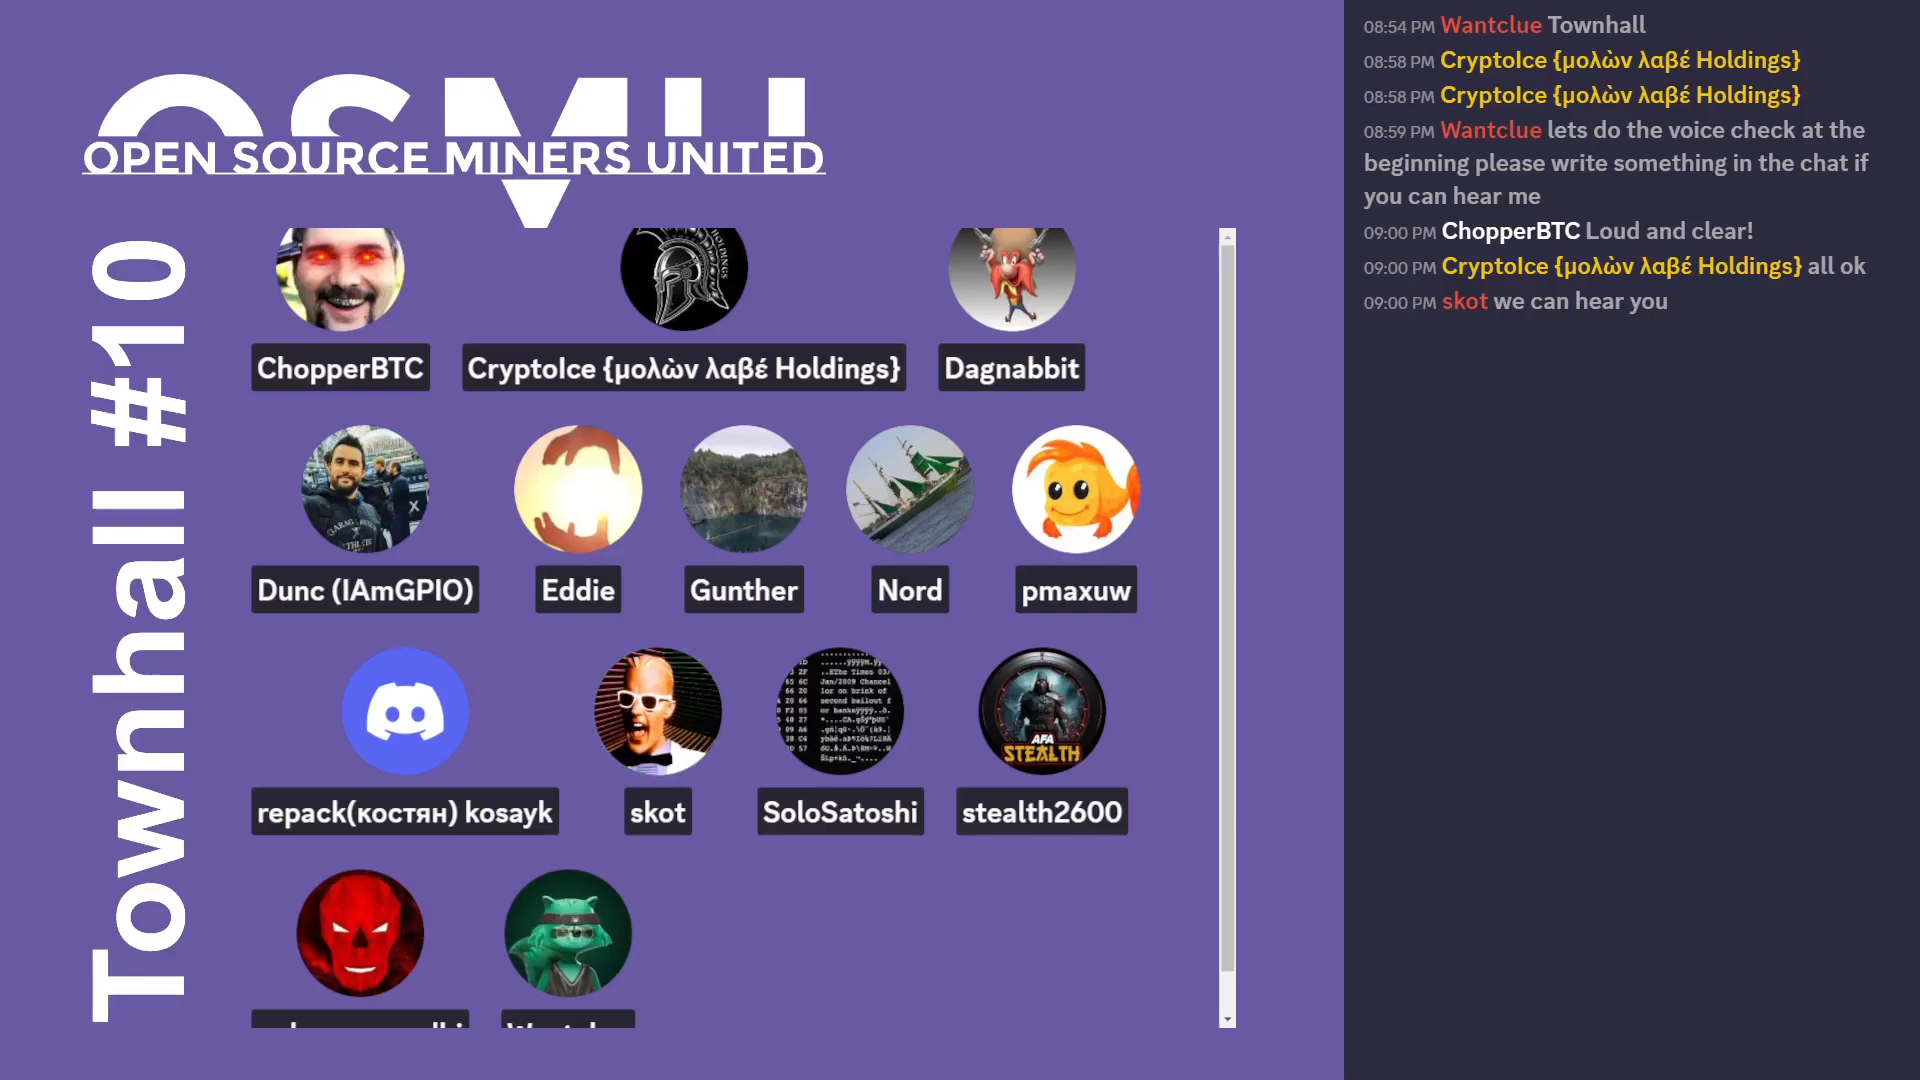 OSMU
OPEN SOURCE MINERS UNITED
Townhall #10
ChopperBTC
CryptoIce {μολὼν λαβέ Holdings}
Dagnabbit
Dunc (IAmGPIO)
Eddie
Gunther
Nord
pmaxuw
repack(костян) kosayk
skot
SoloSatoshi
stealth2600
HOLDINGS
AFA
STEALTH
08:54 PM Wantclue Townhall
08:58 PM CryptoIce {μολὼν λαβέ Holdings}
08:58 PM CryptoIce {μολὼν λαβέ Holdings}
08:59 PM Wantclue lets do the voice check at the
beginning please write something in the chat if
you can hear me
09:00 PM ChopperBTC Loud and clear!
09:00 PM CryptoIce {μολὼν λαβέ Holdings} all ok
09:00 PM skot we can hear you